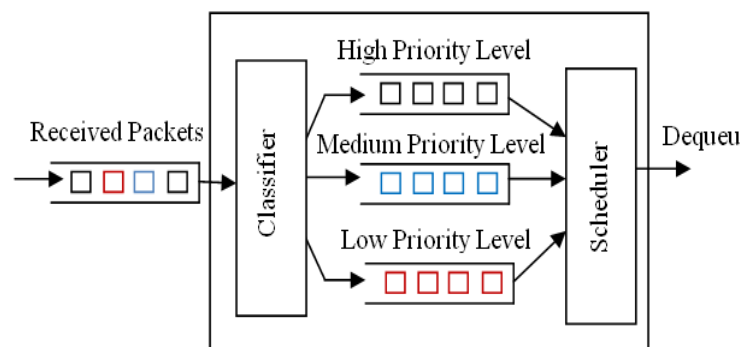 High Priority Level
Received Packets
Classifier
Medium Priority Level
Scheduler
Dequeu
Low Priority Level